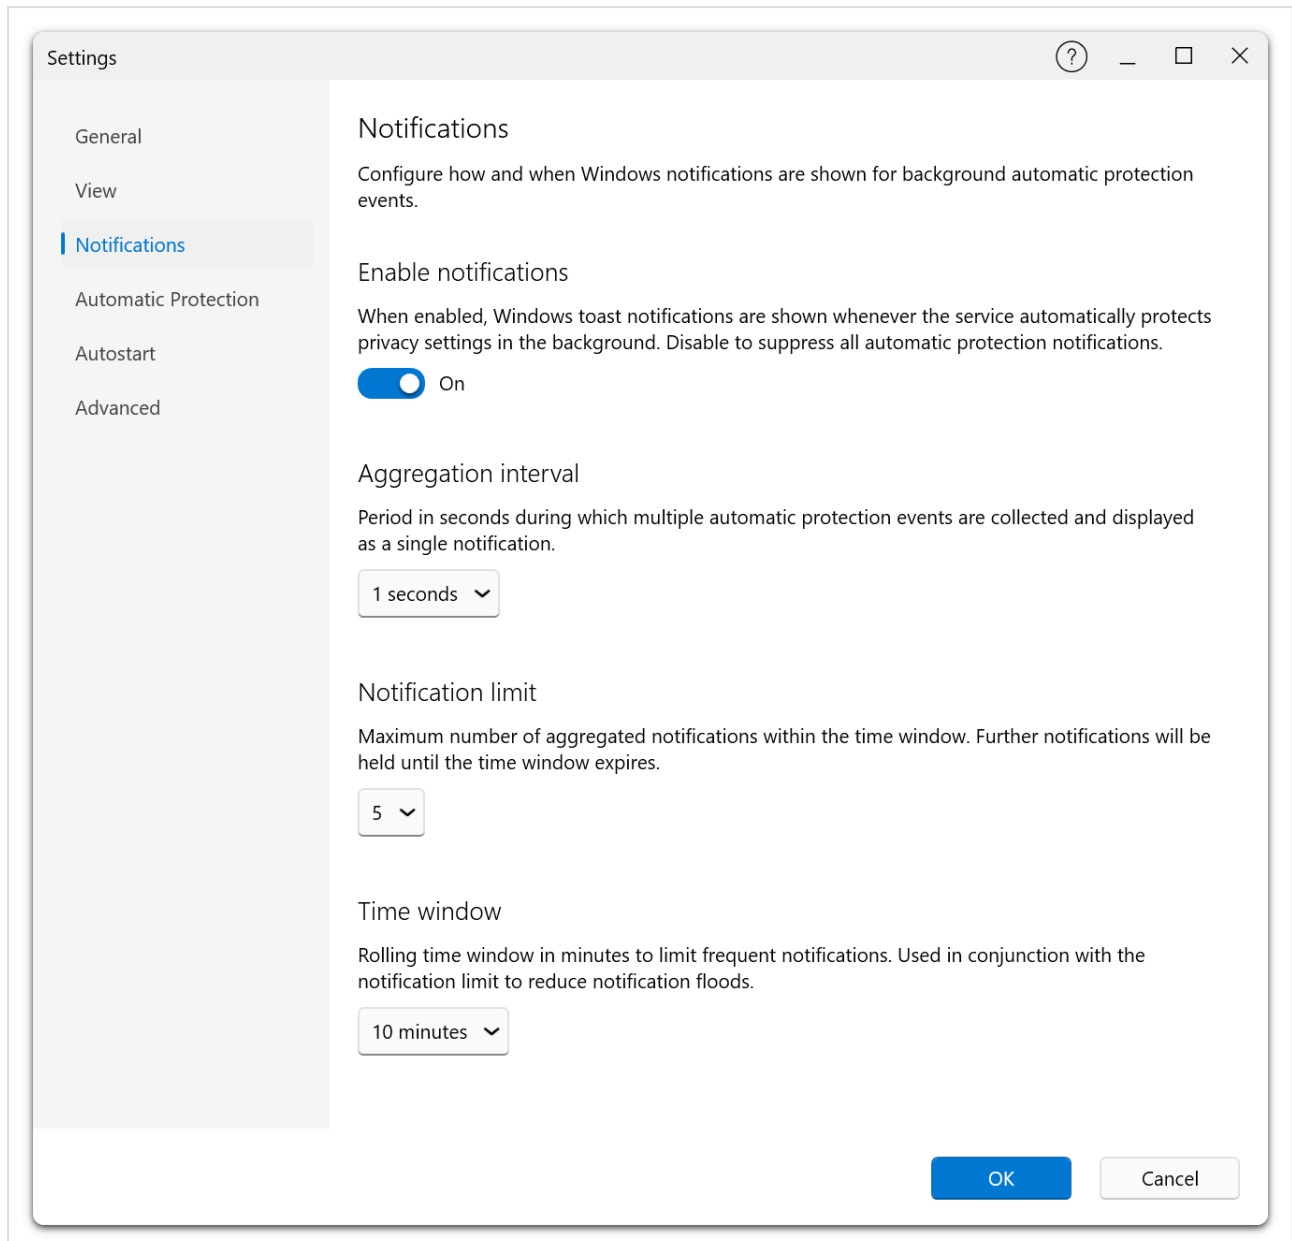 Settings
?
General
View
Notifications
Automatic Protection
Autostart
Advanced
Notifications
Configure how and when Windows notifications are shown for background automatic protection
events.
Enable notifications
When enabled, Windows toast notifications are shown whenever the service automatically protects
privacy settings in the background. Disable to suppress all automatic protection notifications.
On
Aggregation interval
Period in seconds during which multiple automatic protection events are collected and displayed
as a single notification.
1 seconds
Notification limit
Maximum number of aggregated notifications within the time window. Further notifications will be
held until the time window expires.
5
Time window
Rolling time window in minutes to limit frequent notifications. Used in conjunction with the
notification limit to reduce notification floods.
10 minutes
OK
Cancel